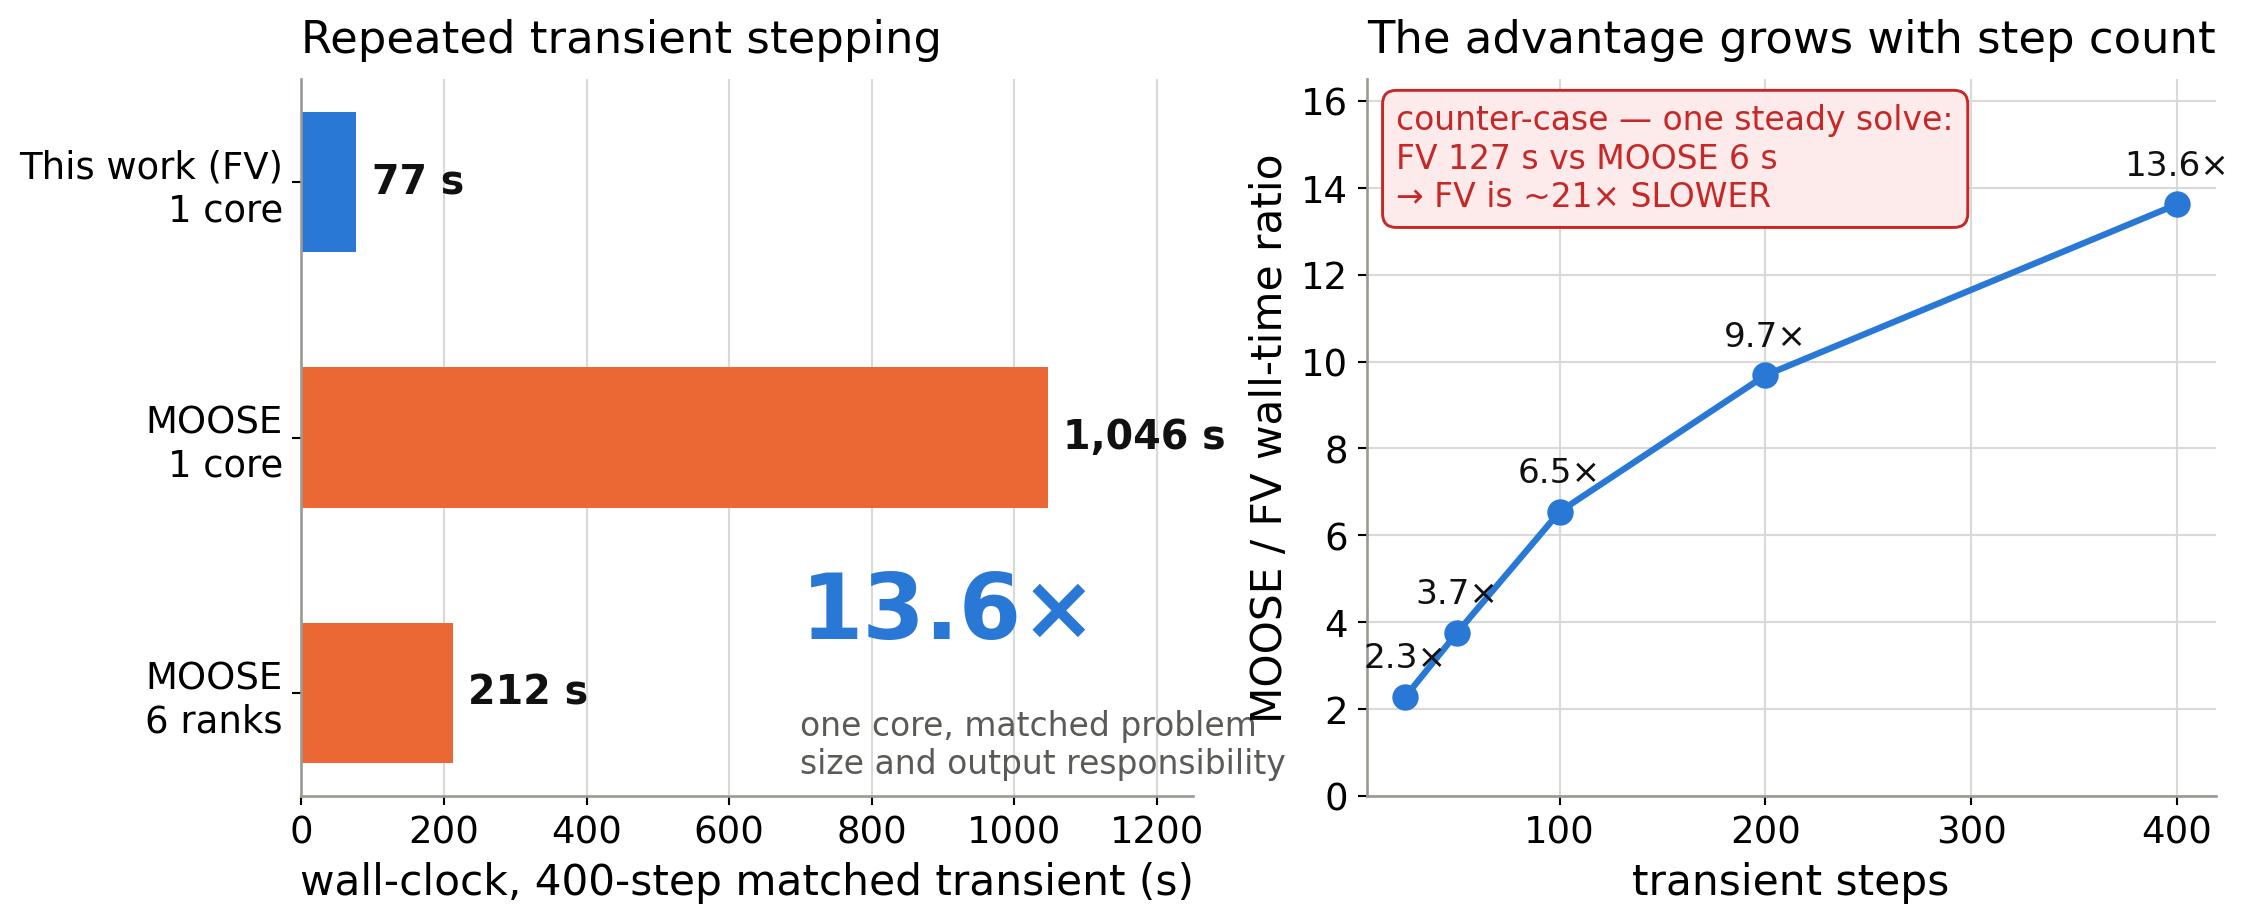 Repeated transient stepping
This work (FV)
1 core
77 s
MOOSE
1 core
1,046 s
MOOSE
6 ranks
212 s
13.6×
one core, matched problem
size and output responsibility
0 200 400 600 800 1000 1200
wall-clock, 400-step matched transient (s)
The advantage grows with step count
MOOSE / FV wall-time ratio
16
14
12
10
8
6
4
2
0
counter-case — one steady solve:
FV 127 s vs MOOSE 6 s
→ FV is ~21× SLOWER
13.6×
9.7×
6.5×
3.7×
2.3×
100 200 300 400
transient steps